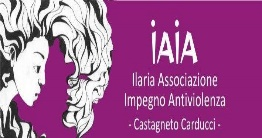 iAiA
Ilaria Associazione
Impegno Antiviolenza
- Castagneto Carducci -